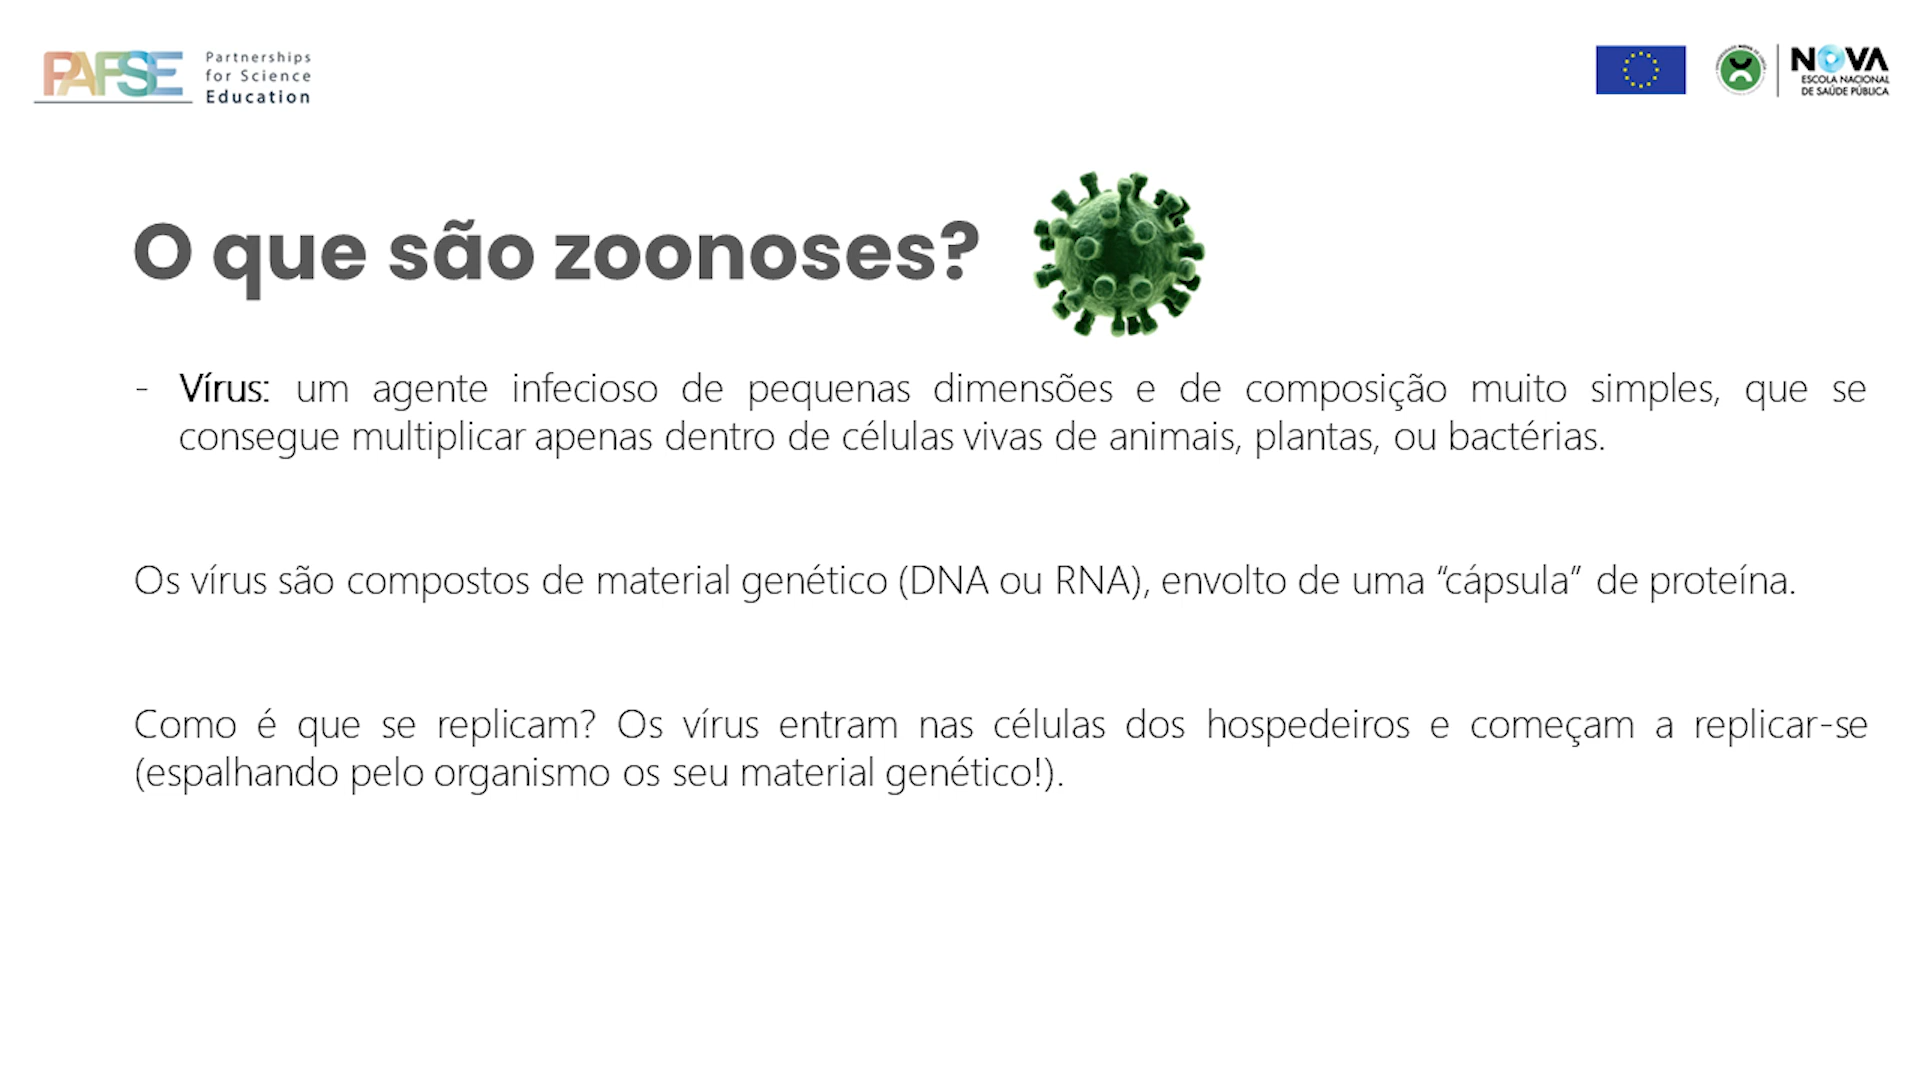 PAFSE
Partnerships
for Science
Education
NOVA
ESCOLA NACIONAL
DE SAÚDE PÚBLICA
O que são zoonoses?
- Vírus: um agente infecioso de pequenas dimensões e de composição muito simples, que se
consegue multiplicar apenas dentro de células vivas de animais, plantas, ou bactérias.
Os vírus são compostos de material genético (DNA ou RNA), envolto de uma “cápsula” de proteína.
Como é que se replicam? Os vírus entram nas células dos hospedeiros e começam a replicar-se
(espalhando pelo organismo os seu material genético!).